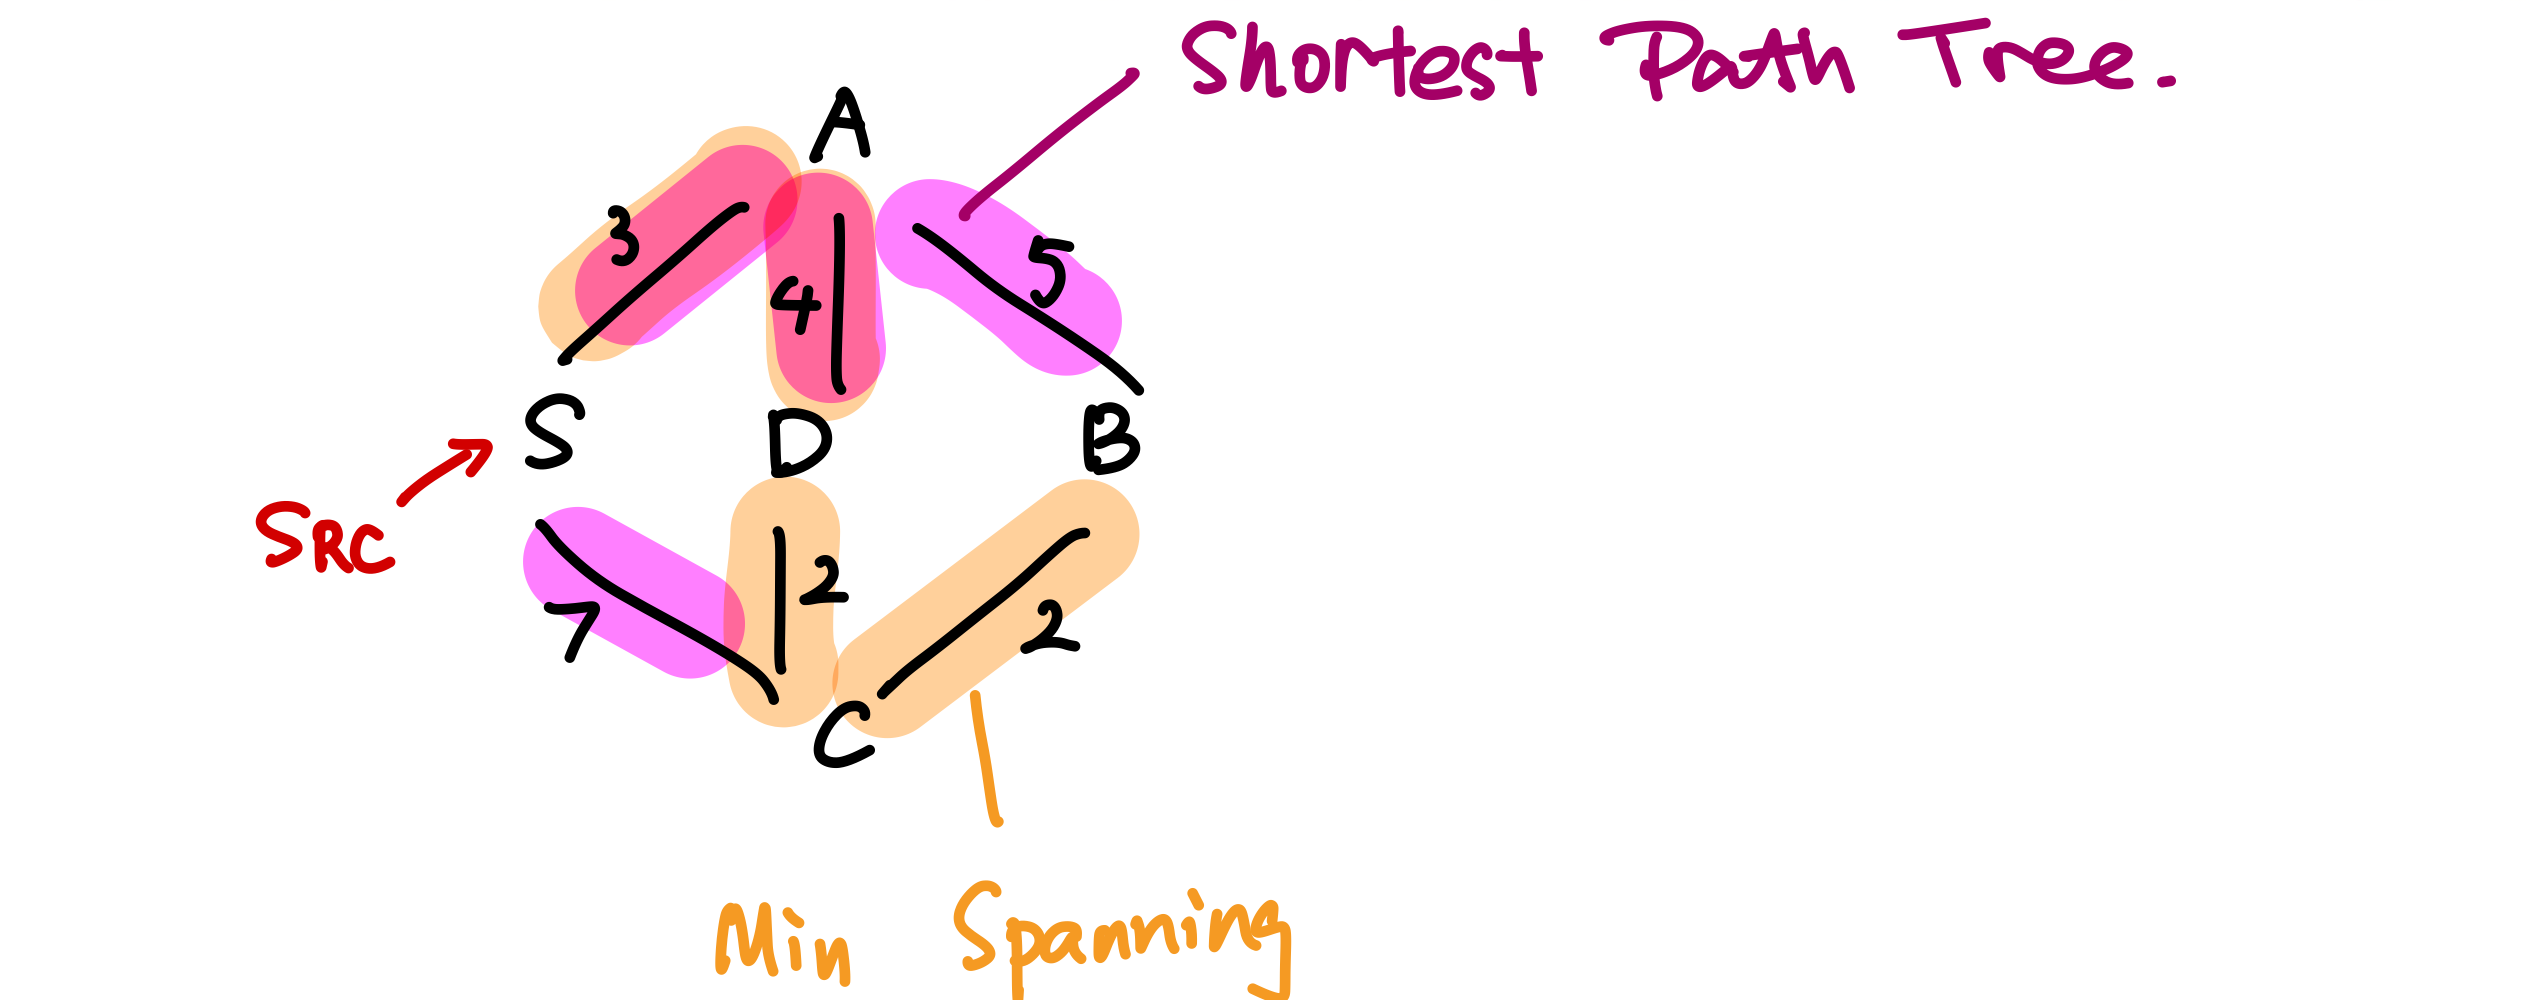 Shortest Path Tree.
A
3
5
4
S
D
B
SRC
7
2
2
C
Min Spanning